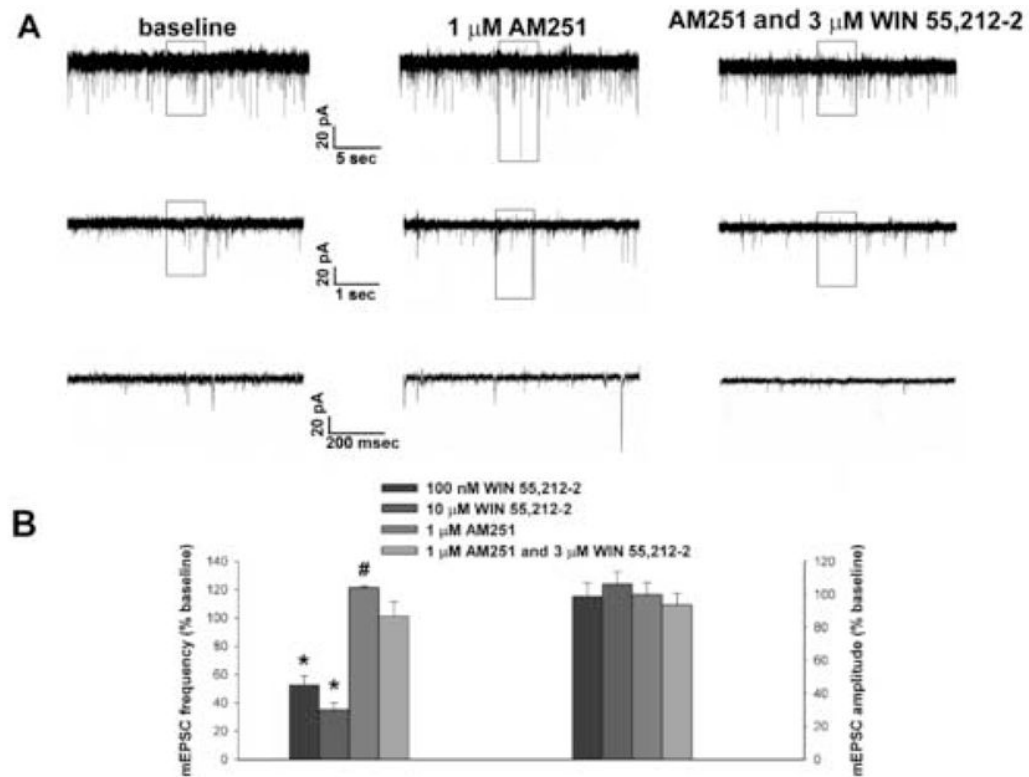 A
baseline
1 μM AM251
AM251 and 3 μM WIN 55,212-2
20 pA
5 sec
20 pA
1 sec
20 pA
200 msec
B
100 nM WIN 55,212-2
10 μM WIN 55,212-2
1 μM AM251
1 μM AM251 and 3 μM WIN 55,212-2
mEPSC frequency (% baseline)
140
120
100
80
60
40
20
0
* * #
mEPSC amplitude (% baseline)
120
100
80
60
40
20
0